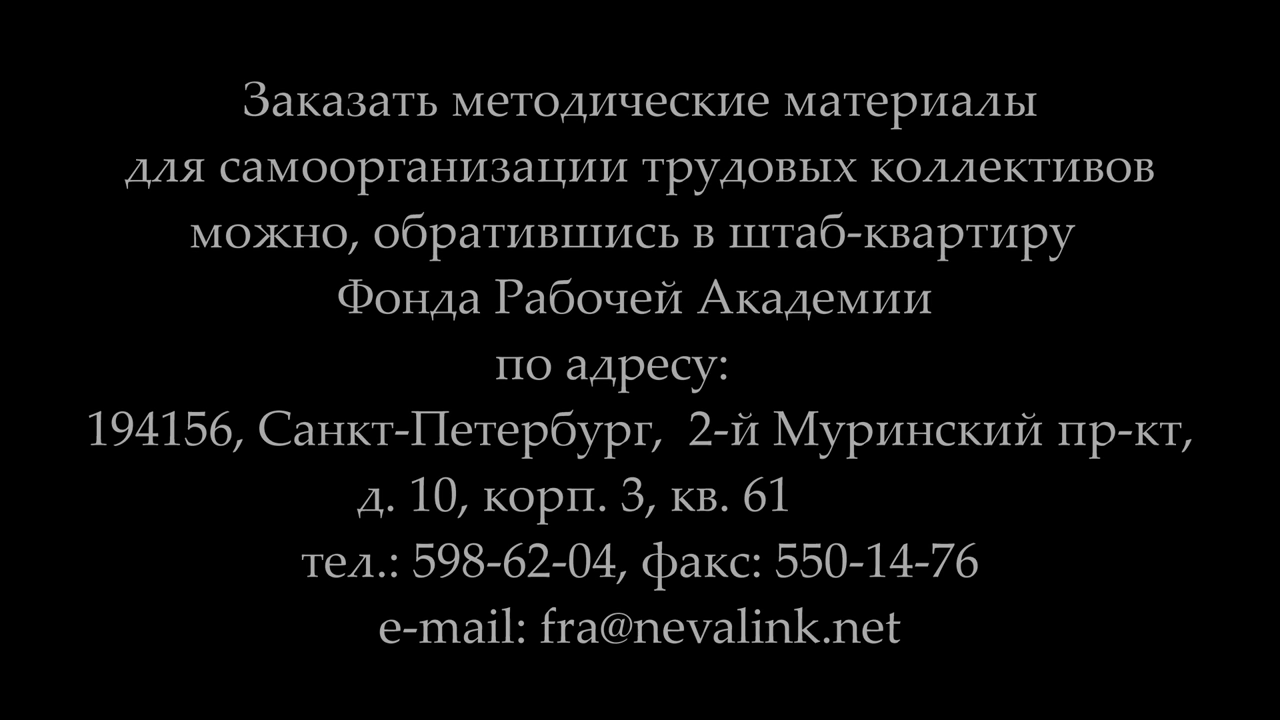 Заказать методические материалы
для самоорганизации трудовых коллективов
можно, обратившись в штаб-квартиру
Фонда Рабочей Академии
по адресу:
194156, Санкт-Петербург, 2-й Муринский пр-кт,
д. 10, корп. 3, кв. 61
тел.: 598-62-04, факс: 550-14-76
e-mail: fra@nevalink.net